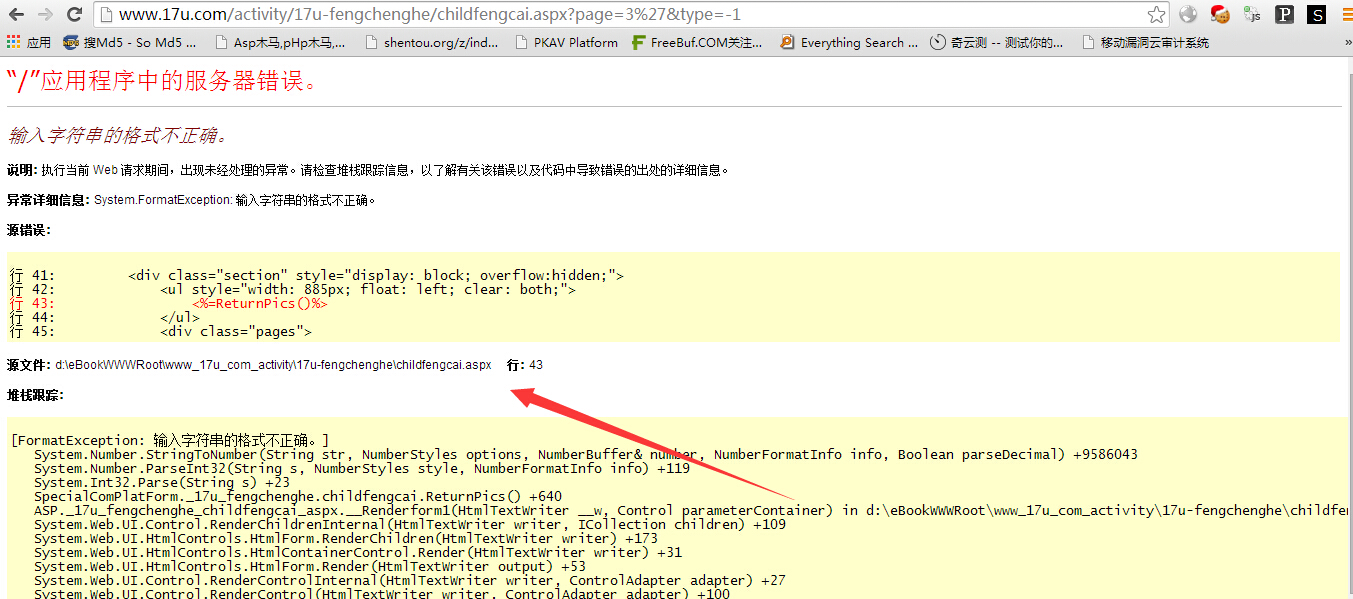 www.17u.com/activity/17u-fengchenghe/childfengcai.aspx?page=3%27&type=-1
应用 搜Md5 - So Md5 ... Asp木马,pHp木马,... shentou.org/z/ind... PKAV Platform FreeBuf.COM关注... Everything Search ... 奇云测 -- 测试你的... 移动漏洞云审计系统 »
“/”应用程序中的服务器错误。
输入字符串的格式不正确。
说明: 执行当前 Web 请求期间，出现未经处理的异常。请检查堆栈跟踪信息，以了解有关该错误以及代码中导致错误的出处的详细信息。
异常详细信息: System.FormatException: 输入字符串的格式不正确。
源错误:
行 41: <div class="section" style="display: block; overflow:hidden;">
行 42: <ul style="width: 885px; float: left; clear: both;">
行 43: <%=ReturnPics()%>
行 44: </ul>
行 45: <div class="pages">
源文件: d:\eBookWWWRoot\www_17u_com_activity\17u-fengchenghe\childfengcai.aspx 行: 43
堆栈跟踪:
[FormatException: 输入字符串的格式不正确。]
System.Number.StringToNumber(String str, NumberStyles options, NumberBuffer& number, NumberFormatInfo info, Boolean parseDecimal) +9586043
System.Number.ParseInt32(String s, NumberStyles style, NumberFormatInfo info) +119
System.Int32.Parse(String s) +23
SpecialComPlatForm._17u_fengchenghe.childfengcai.ReturnPics() +640
ASP._17u_fengchenghe_childfengcai_aspx.__Renderform1(HtmlTextWriter __w, Control parameterContainer) in d:\eBookWWWRoot\www_17u_com_activity\17u-fengchenghe\childfe
System.Web.UI.Control.RenderChildrenInternal(HtmlTextWriter writer, ICollection children) +109
System.Web.UI.HtmlControls.HtmlForm.RenderChildren(HtmlTextWriter writer) +173
System.Web.UI.HtmlControls.HtmlContainerControl.Render(HtmlTextWriter writer) +31
System.Web.UI.HtmlControls.HtmlForm.Render(HtmlTextWriter output) +53
System.Web.UI.Control.RenderControlInternal(HtmlTextWriter writer, ControlAdapter adapter) +27
System.Web.UI.Control.RenderControl(HtmlTextWriter writer, ControlAdapter adapter) +100